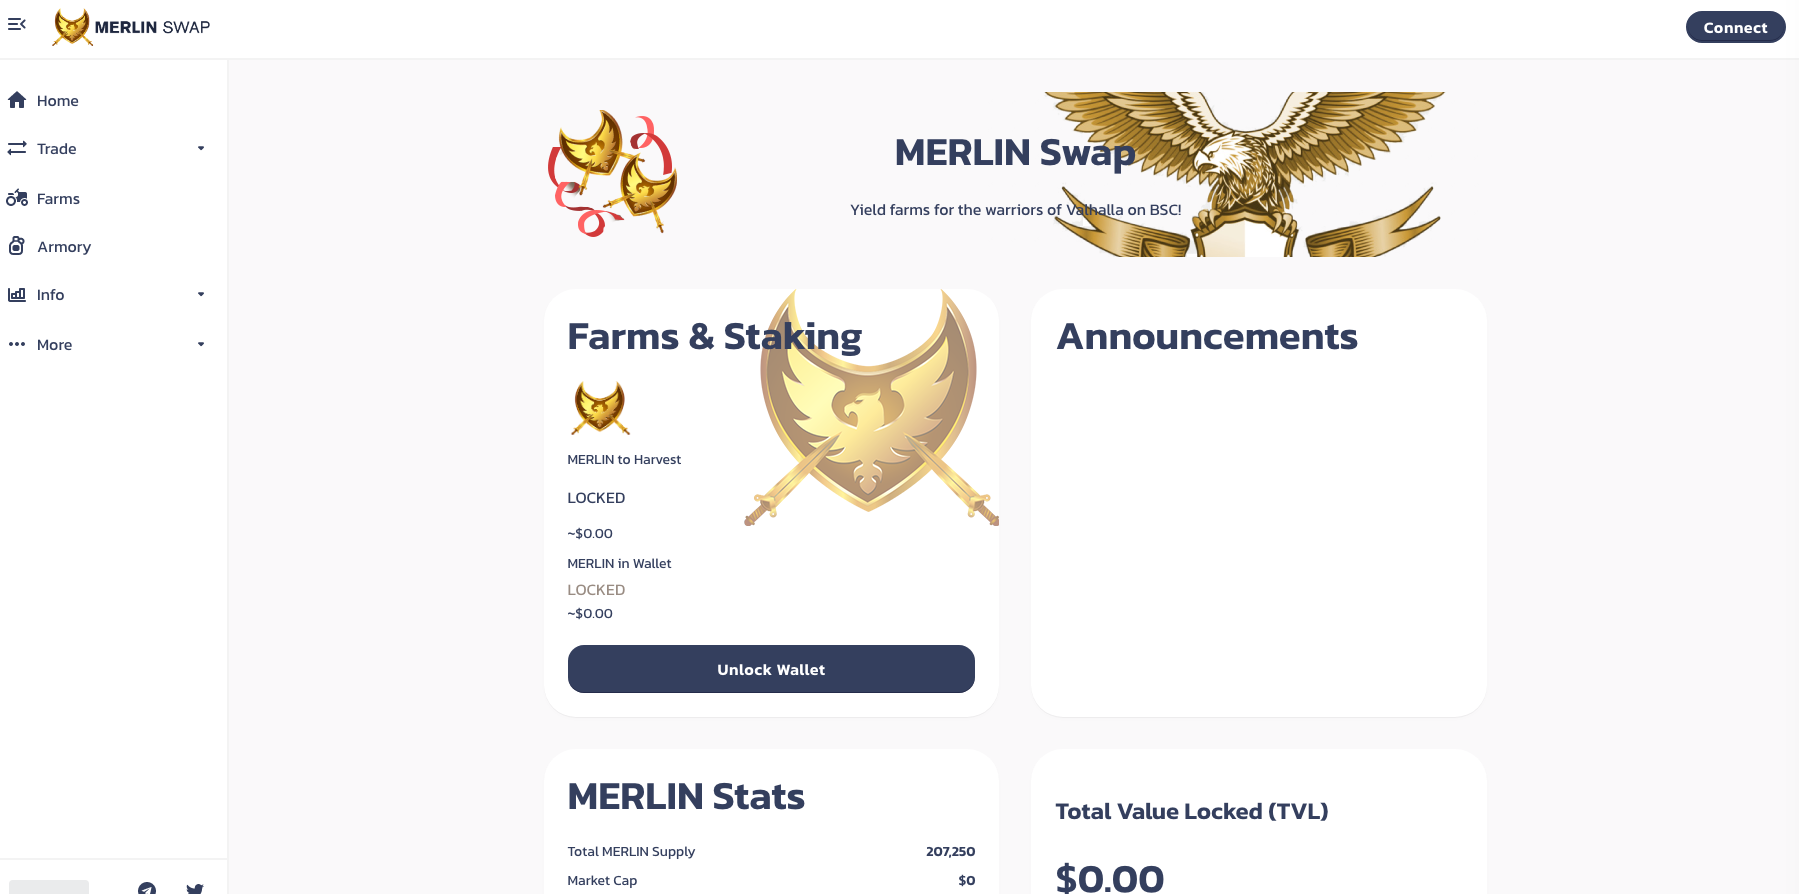 MERLIN SWAP
Connect
Home
Trade
Farms
Armory
Info
More
MERLIN Swap
Yield farms for the warriors of Valhalla on BSC!
Farms & Staking
MERLIN to Harvest
LOCKED
~$0.00
MERLIN in Wallet
LOCKED
~$0.00
Unlock Wallet
Announcements
MERLIN Stats
Total MERLIN Supply 207,250
Market Cap $0
Total Value Locked (TVL)
$0.00